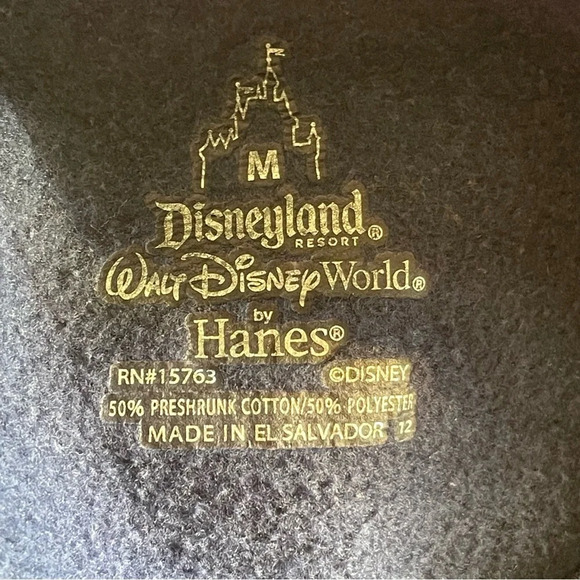 M
Disneyland®
RESORT
WALT DISNEY World®
by
Hanes®
RN#15763 ©DISNEY
50% PRESHRUNK COTTON/50% POLYESTER
MADE IN EL SALVADOR 12